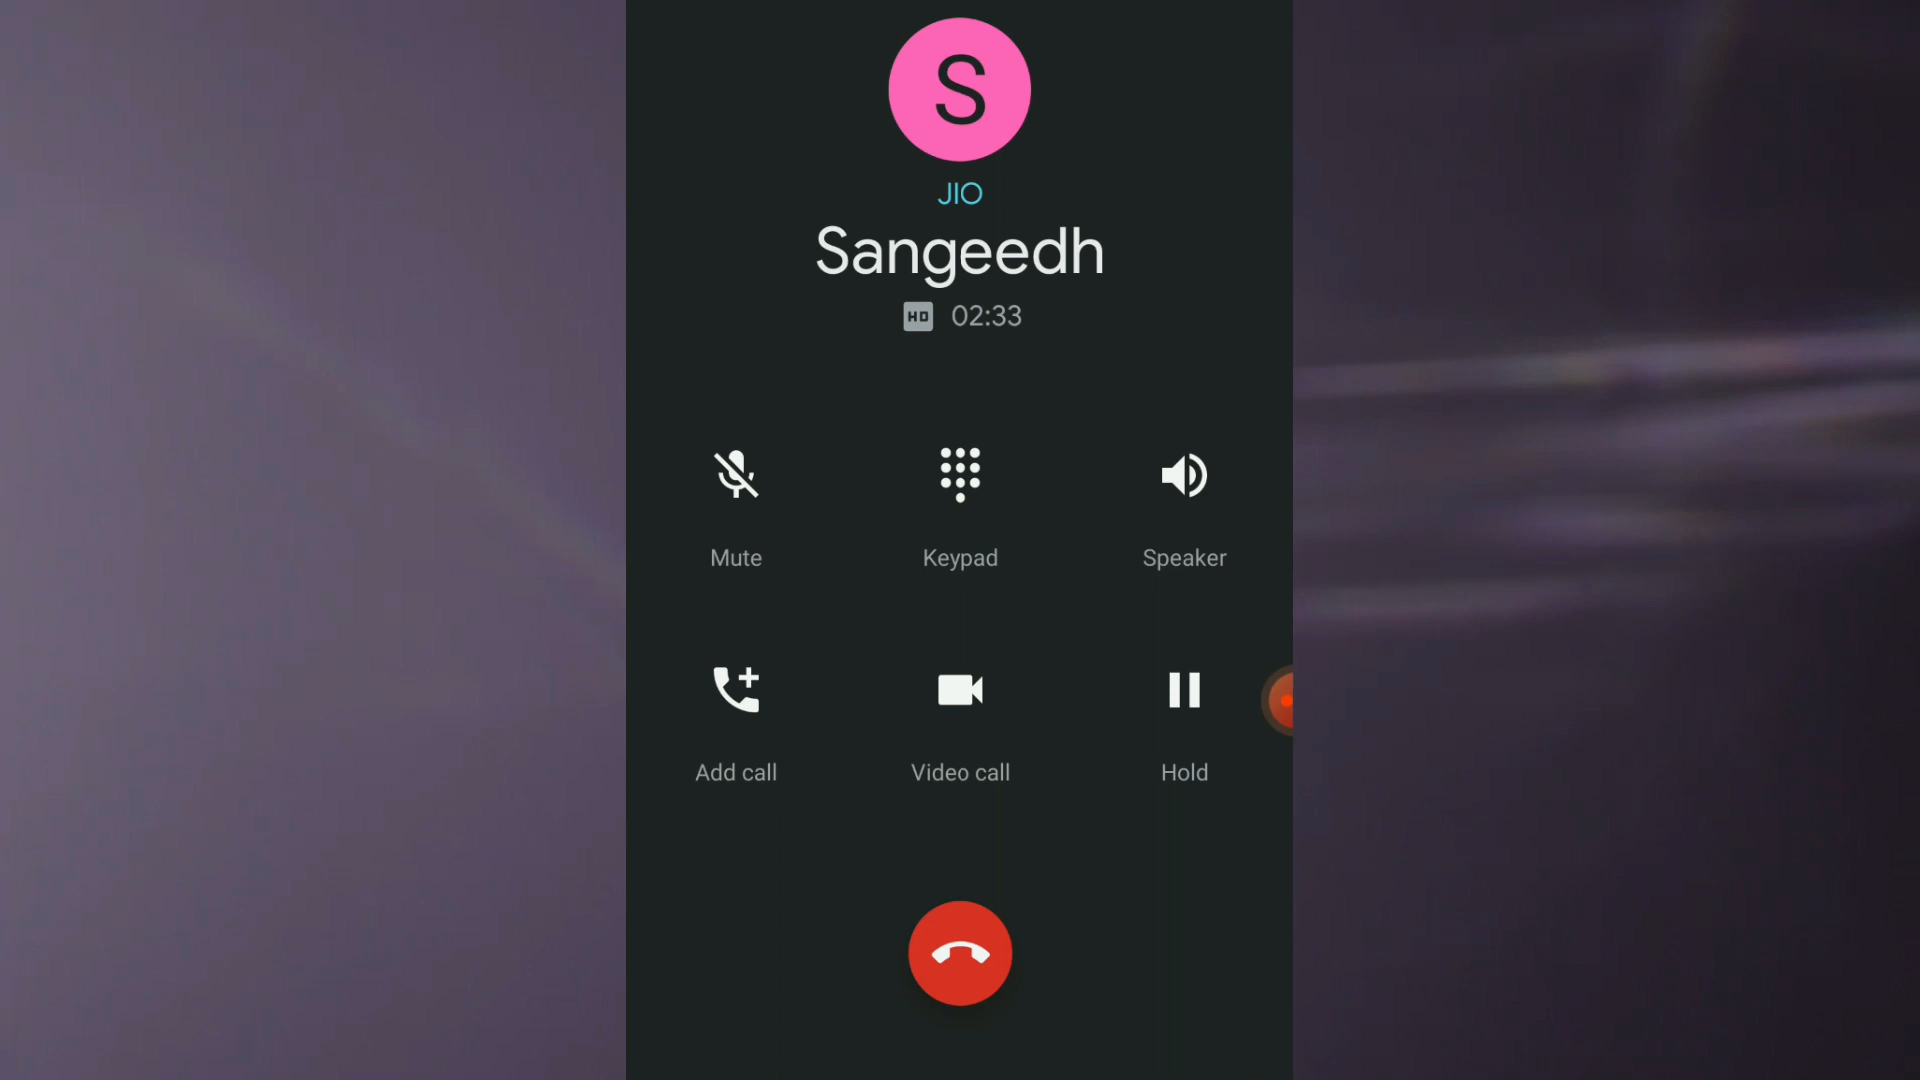 S
JIO
Sangeedh
HD 02:33
Mute Keypad Speaker
Add call Video call Hold